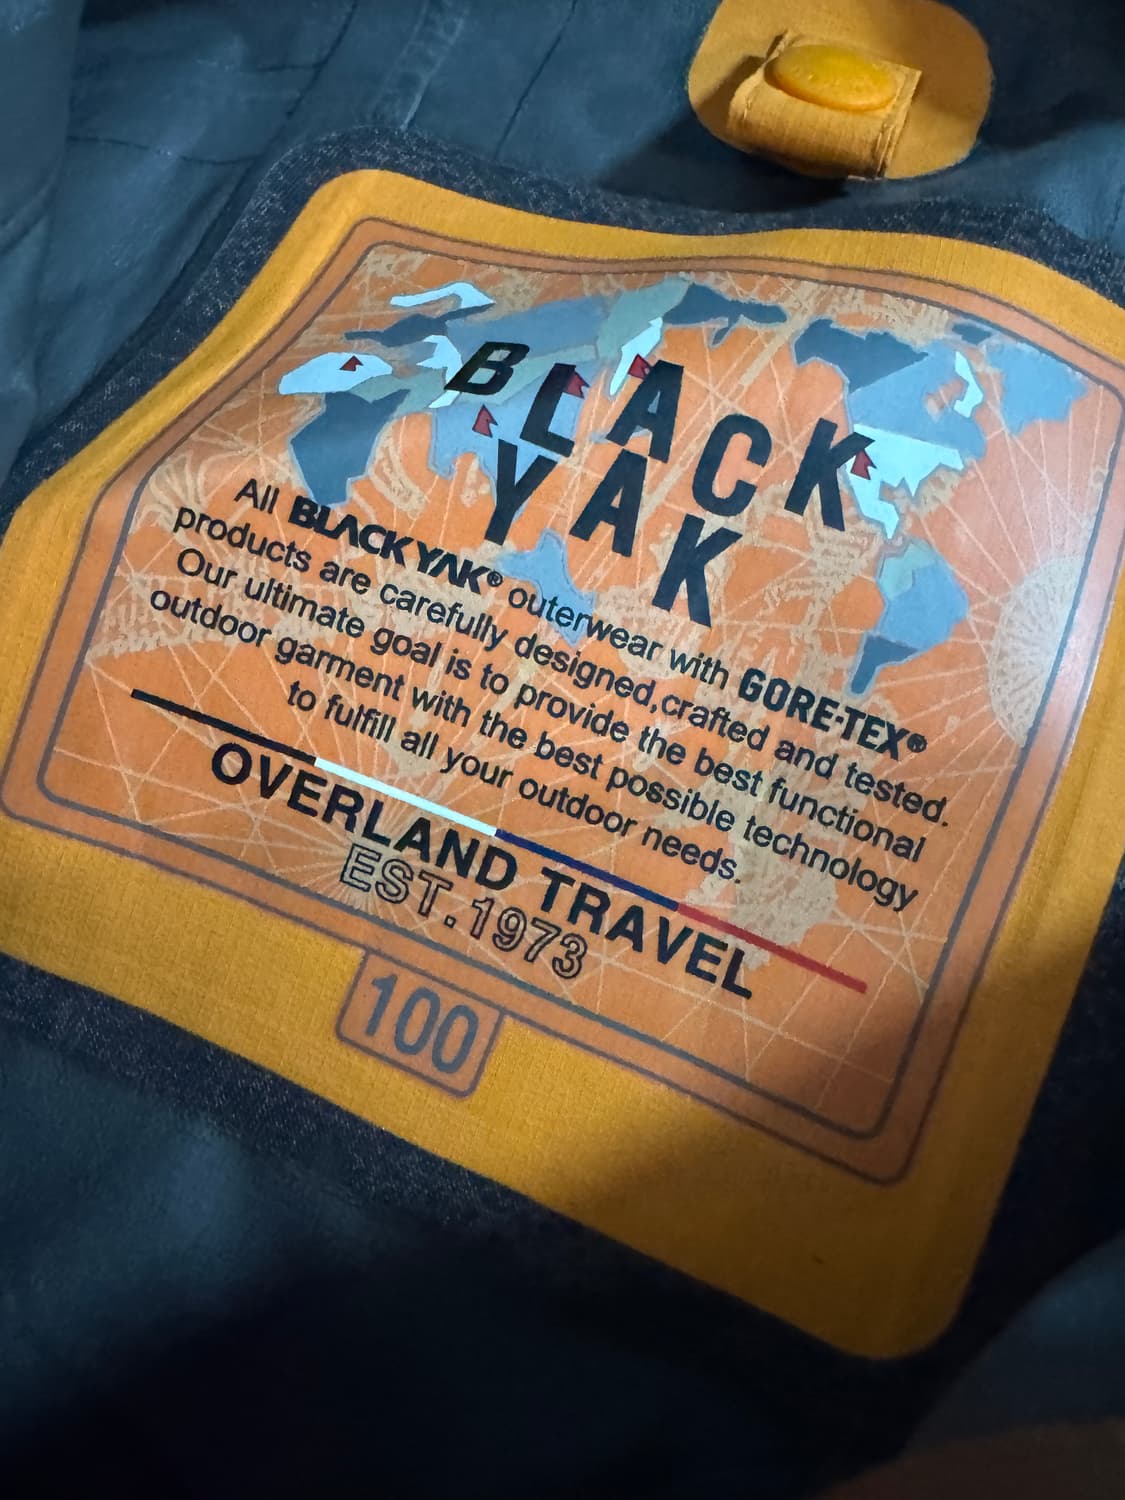 BLACK
YAK
All BLACKYAK® outerwear with GORE-TEX®
products are carefully designed,crafted and tested.
Our ultimate goal is to provide the best functional
outdoor garment with the best possible technology
to fulfill all your outdoor needs.
OVERLAND TRAVEL
EST.1973
100